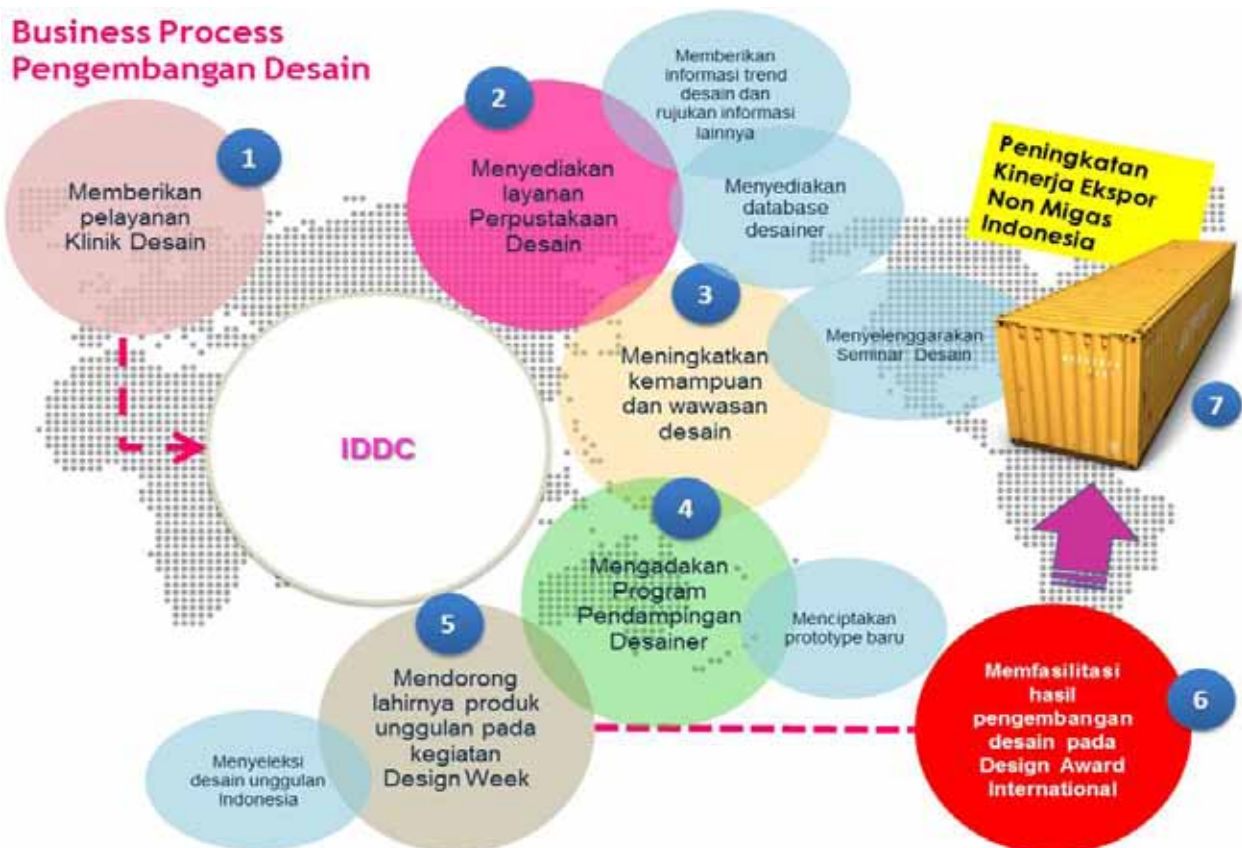 Business Process
Pengembangan Desain
1
Memberikan
pelayanan
Klinik Desain
2
Menyediakan
layanan
Perpustakaan
Desain
Memberikan
informasi trend
desain dan
rujukan informasi
lainnya
Menyediakan
database
desainer
3
Meningkatkan
kemampuan
dan wawasan
desain
Menyelenggarakan
Seminar Desain
IDDC
4
Mengadakan
Program
Pendampingan
Desainer
Menciptakan
prototype baru
5
Mendorong
lahirnya produk
unggulan pada
kegiatan
Design Week
Menyeleksi
desain unggulan
Indonesia
6
Memfasilitasi
hasil
pengembangan
desain pada
Design Award
International
Peningkatan
Kinerja Ekspor
Non Migas
Indonesia
7